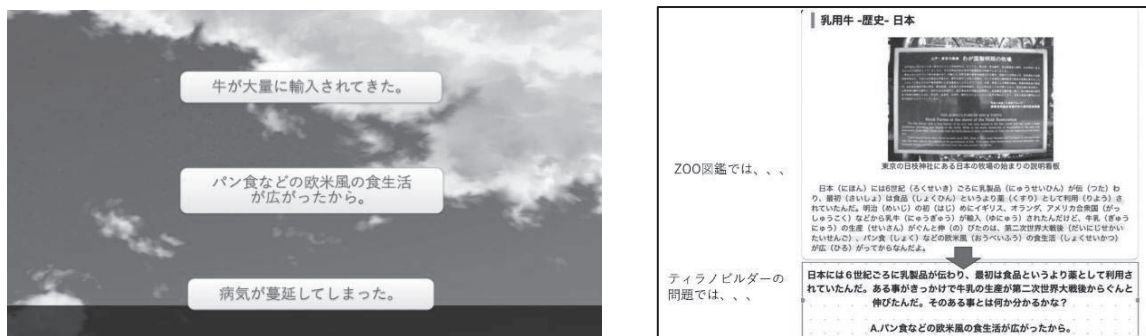 牛が大量に輸入されてきた。
パン食などの欧米風の食生活
が広がったから。
病気が蔓延してしまった。
乳用牛 -歴史- 日本
わが国黎明期の牧場
東京の日枝神社にある日本の牧場の始まりの説明看板
ZOO図鑑では、、、
日本（にほん）には6世紀（ろくせいき）ごろに乳製品（にゅうせいひん）が伝（つた）わ
り、最初（さいしょ）は食品（しょくひん）というより薬（くすり）として利用（りよう）さ
れていたんだ。明治（めいじ）の初（はじ）めにイギリス、オランダ、アメリカ合衆国（がっ
しゅうこく）などから乳牛（にゅうぎゅう）が輸入（ゆにゅう）されたんだけど、牛乳（ぎゅう
にゅう）の生産（せいさん）がぐんと伸（の）びたのは、第二次世界大戦後（だいにじせかい
たいせんご）、パン食（しょく）などの欧米風（おうべいふう）の食生活（しょくせいかつ）
が広（ひろ）がってからなんだよ。
ティラノビルダーの
問題では、、、
日本には６世紀ごろに乳製品が伝わり、最初は食品というより薬として利用さ
れていたんだ。ある事がきっかけで牛乳の生産が第二次世界大戦後からぐんと
伸びたんだ。そのある事とは何か分かるかな？
A.パン食などの欧米風の食生活が広がったから。